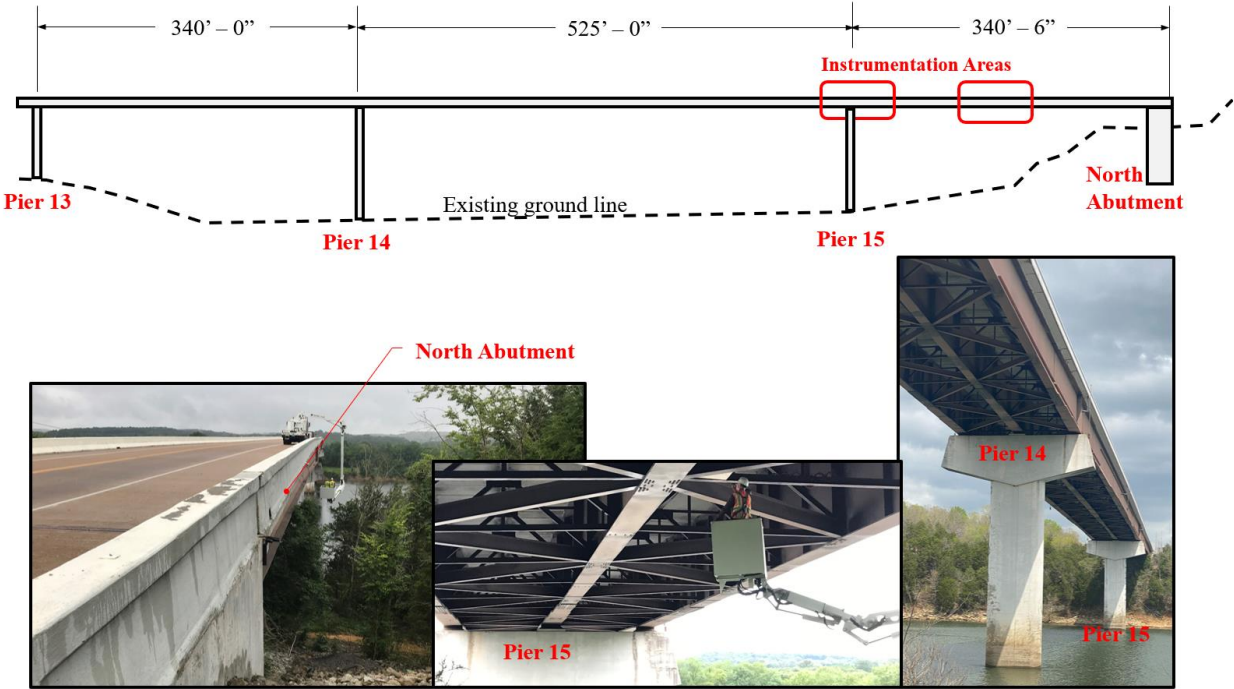 340’ – 0”
525’ – 0”
340’ – 6”
Instrumentation Areas
North
Abutment
Pier 13
Existing ground line
Pier 14
Pier 15
North Abutment
Pier 14
Pier 15
Pier 15